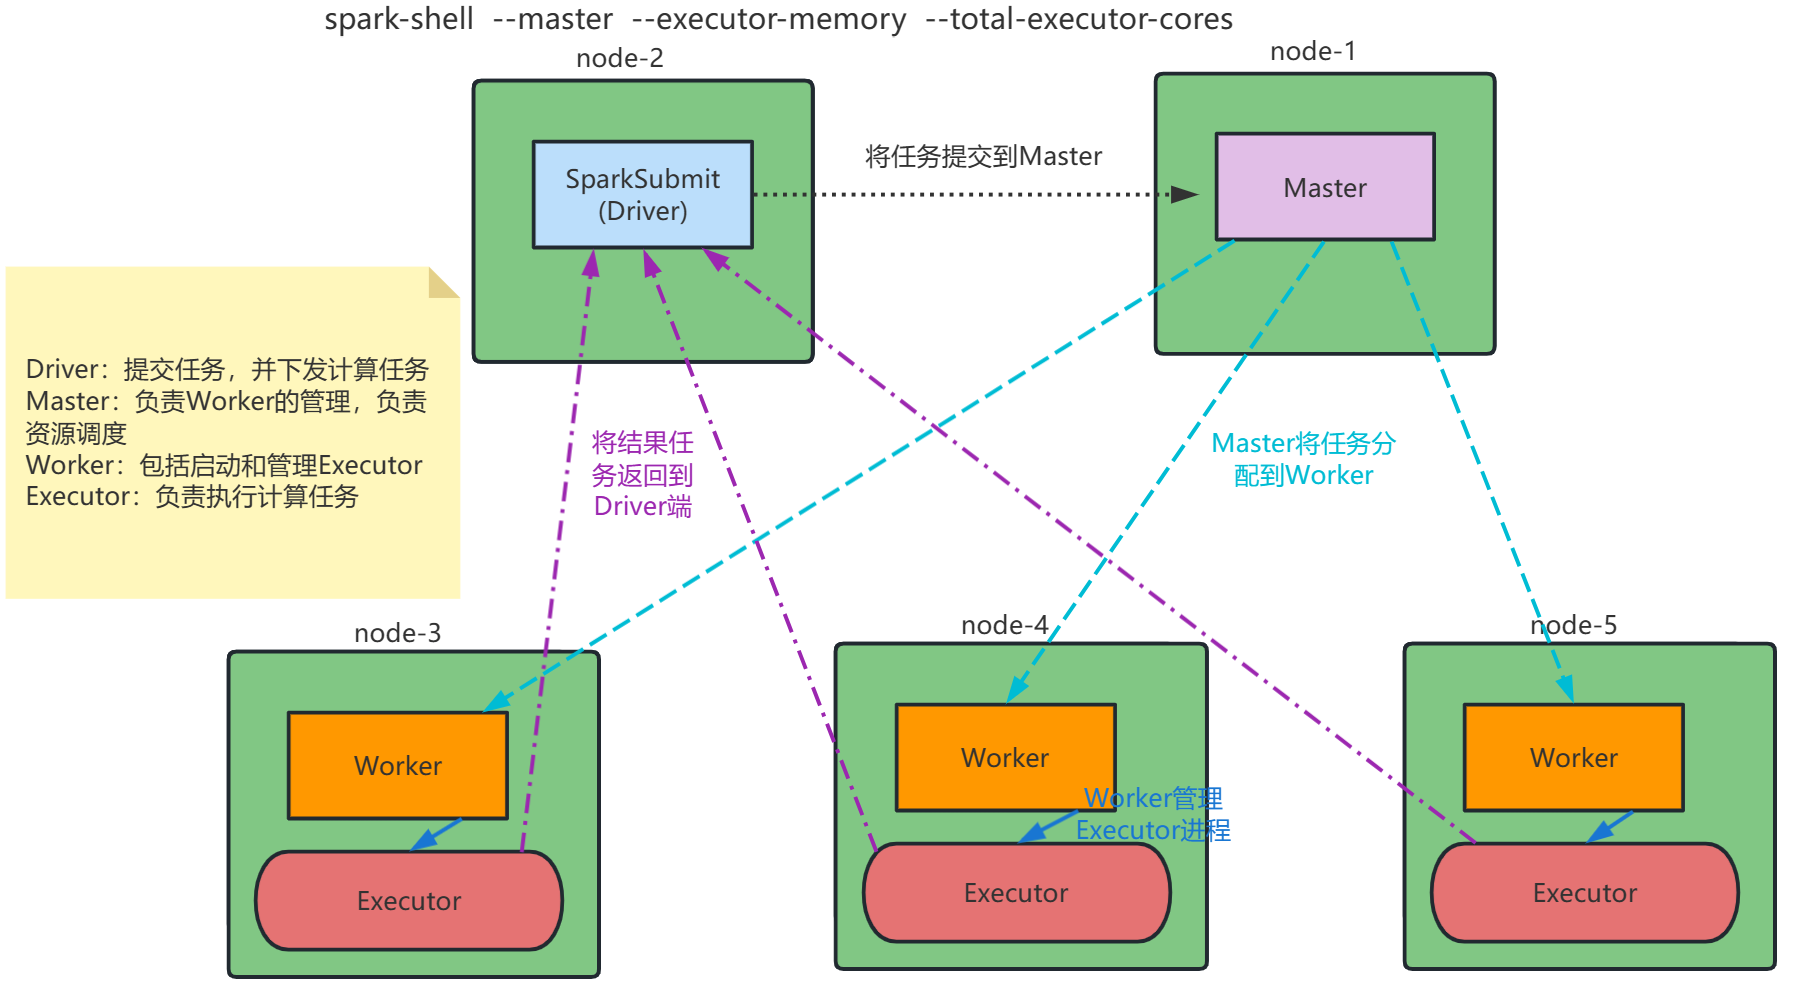 spark-shell --master --executor-memory --total-executor-cores
node-2
node-1
SparkSubmit
(Driver)
将任务提交到Master
Master
Driver：提交任务，并下发计算任务
Master：负责Worker的管理，负责
资源调度
Worker：包括启动和管理Executor
Executor：负责执行计算任务
将结果任
务返回到
Driver端
Master将任务分
配到Worker
node-3
node-4
node-5
Worker
Worker
Worker
Worker管理
Executor进程
Executor
Executor
Executor